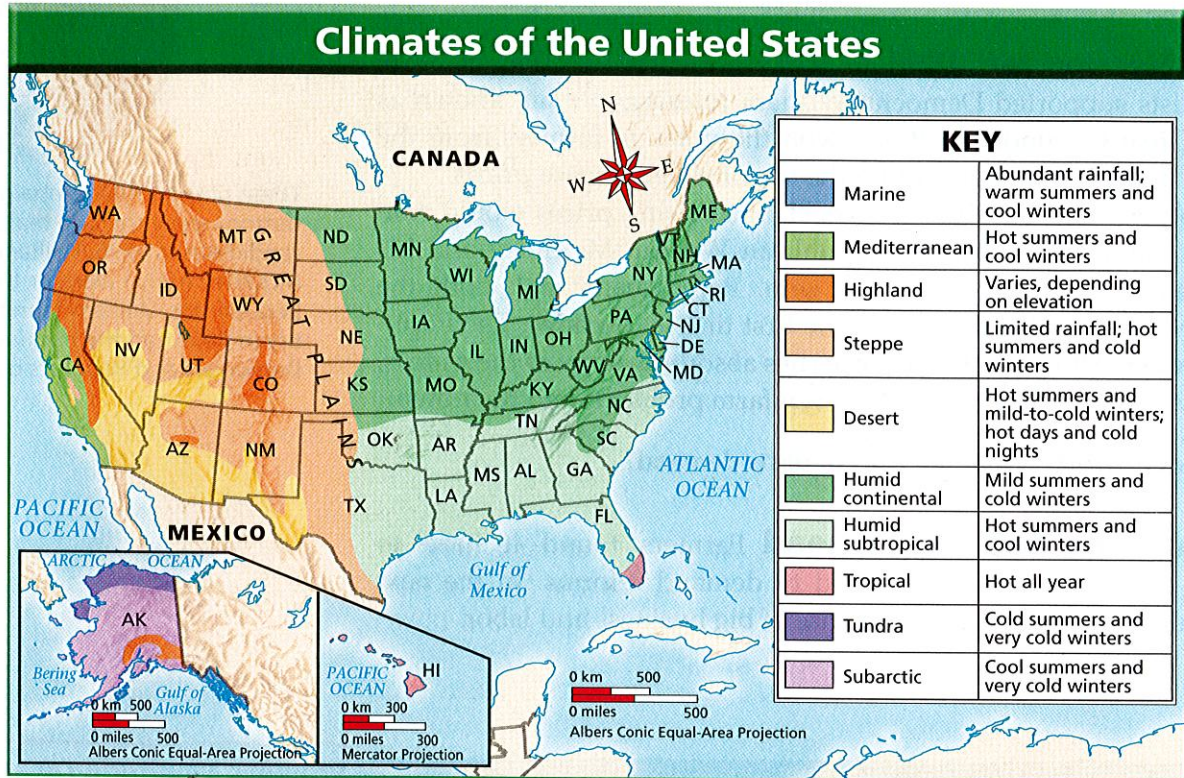 Climates of the United States
CANADA
MEXICO
GREAT PLAINS
PACIFIC
OCEAN
ATLANTIC
OCEAN
Gulf of
Mexico
N
E
S
W
WA
OR
CA
NV
ID
MT
WY
UT
CO
AZ
NM
ND
SD
NE
KS
OK
TX
MN
IA
MO
AR
LA
WI
IL
MI
IN
OH
KY
TN
MS
AL
GA
FL
SC
NC
VA
WV
PA
NY
VT
NH
ME
MA
RI
CT
NJ
DE
MD
KEY
Marine
Abundant rainfall;
warm summers and
cool winters
Mediterranean
Hot summers and
cool winters
Highland
Varies, depending
on elevation
Steppe
Limited rainfall; hot
summers and cold
winters
Desert
Hot summers and
mild-to-cold winters;
hot days and cold
nights
Humid
continental
Mild summers and
cold winters
Humid
subtropical
Hot summers and
cool winters
Tropical
Hot all year
Tundra
Cold summers and
very cold winters
Subarctic
Cool summers and
very cold winters
ARCTIC OCEAN
AK
Bering
Sea
Gulf of
Alaska
0 km 500
0 miles 500
Albers Conic Equal-Area Projection
PACIFIC
OCEAN
HI
0 km 300
0 miles 300
Mercator Projection
0 km 500
0 miles 500
Albers Conic Equal-Area Projection